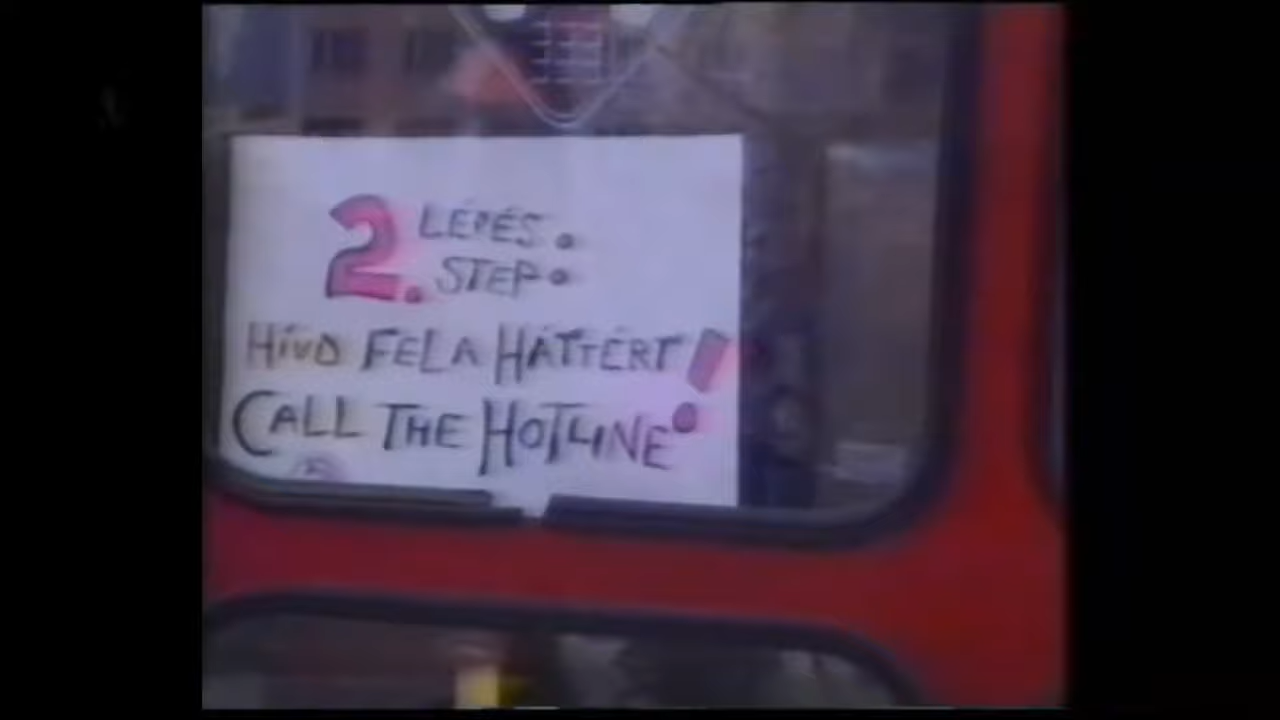 2. LÉPÉS:
STEP:
HÍVD FEL A HÁTTÉRT!
CALL THE HOTLINE!